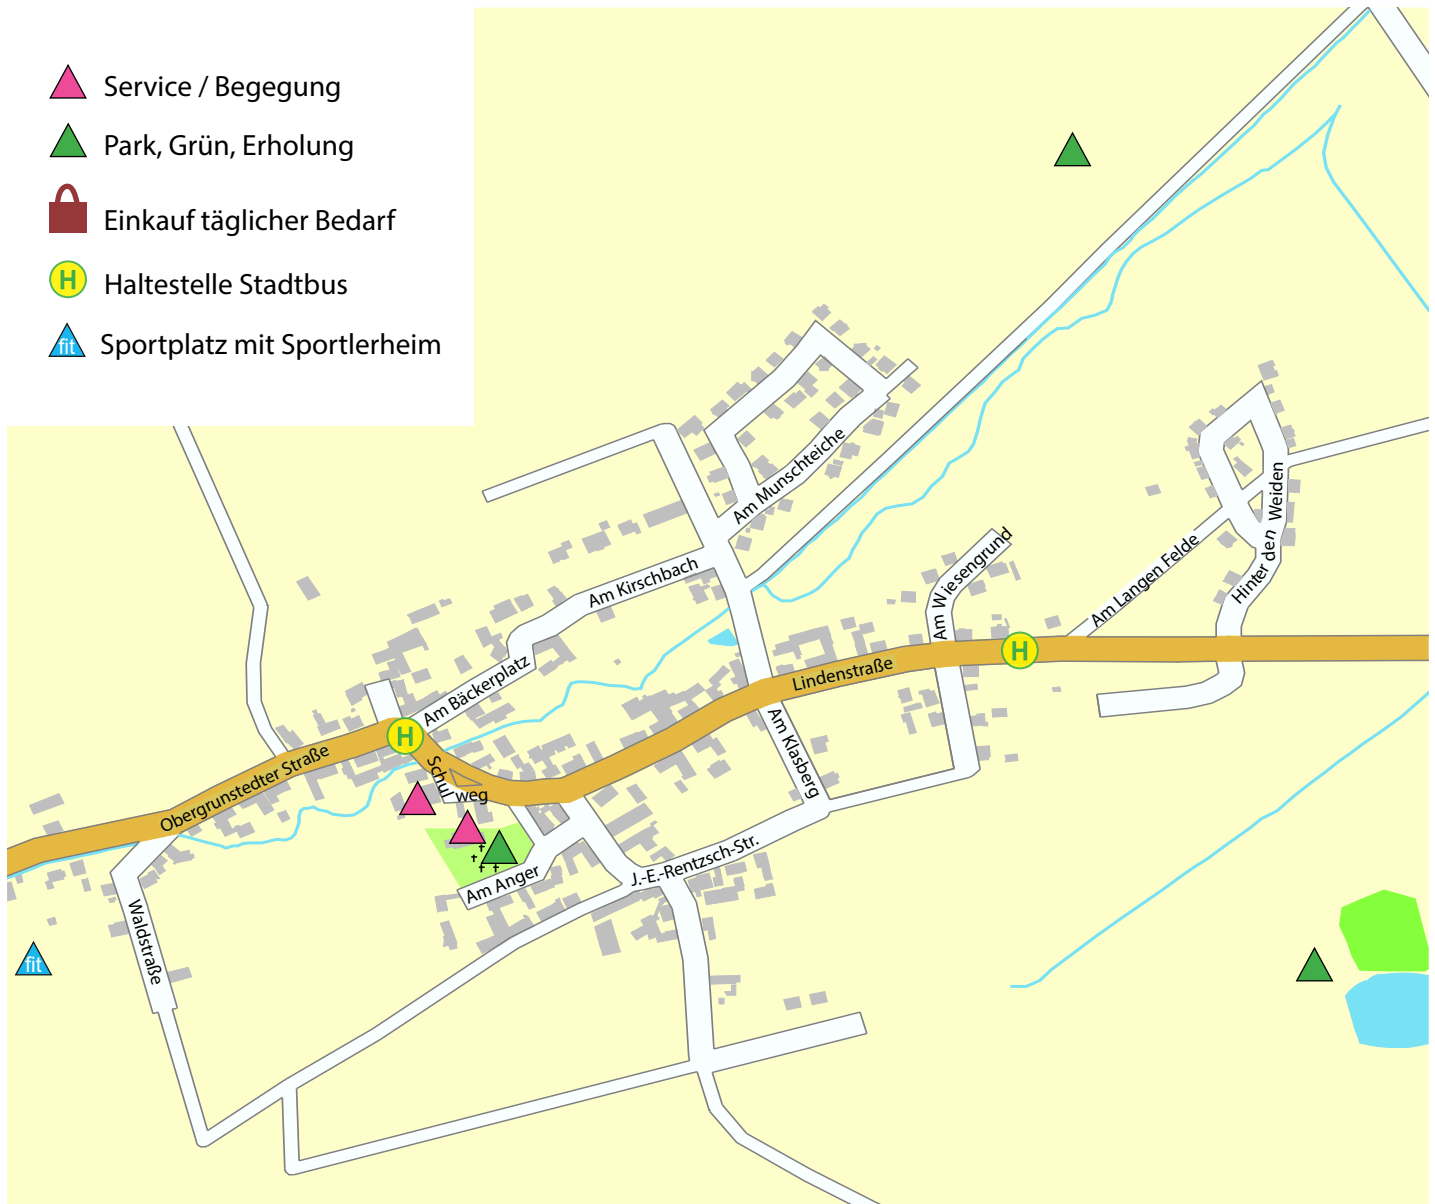 Service / Begegung
Park, Grün, Erholung
Einkauf täglicher Bedarf
H Haltestelle Stadtbus
fit Sportplatz mit Sportlerheim
Am Munschteiche
Am Kirschbach
Am Wiesengrund
Am Langen Felde
Hinter den Weiden
H
Lindenstraße
Am Bäckerplatz
H
Obergrunstedter Straße
Schul
weg
Am Klasberg
J.-E.-Rentzsch-Str.
Am Anger
Waldstraße
fit